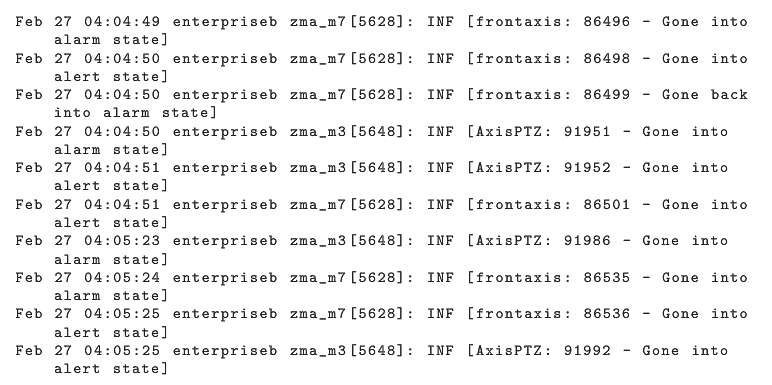 Feb 27 04:04:49 enterpriseb zma_m7[5628]: INF [frontaxis: 86496 - Gone into
alarm state]
Feb 27 04:04:50 enterpriseb zma_m7[5628]: INF [frontaxis: 86498 - Gone into
alert state]
Feb 27 04:04:50 enterpriseb zma_m7[5628]: INF [frontaxis: 86499 - Gone back
into alarm state]
Feb 27 04:04:50 enterpriseb zma_m3[5648]: INF [AxisPTZ: 91951 - Gone into
alarm state]
Feb 27 04:04:51 enterpriseb zma_m3[5648]: INF [AxisPTZ: 91952 - Gone into
alert state]
Feb 27 04:04:51 enterpriseb zma_m7[5628]: INF [frontaxis: 86501 - Gone into
alert state]
Feb 27 04:05:23 enterpriseb zma_m3[5648]: INF [AxisPTZ: 91986 - Gone into
alarm state]
Feb 27 04:05:24 enterpriseb zma_m7[5628]: INF [frontaxis: 86535 - Gone into
alarm state]
Feb 27 04:05:25 enterpriseb zma_m7[5628]: INF [frontaxis: 86536 - Gone into
alert state]
Feb 27 04:05:25 enterpriseb zma_m3[5648]: INF [AxisPTZ: 91992 - Gone into
alert state]